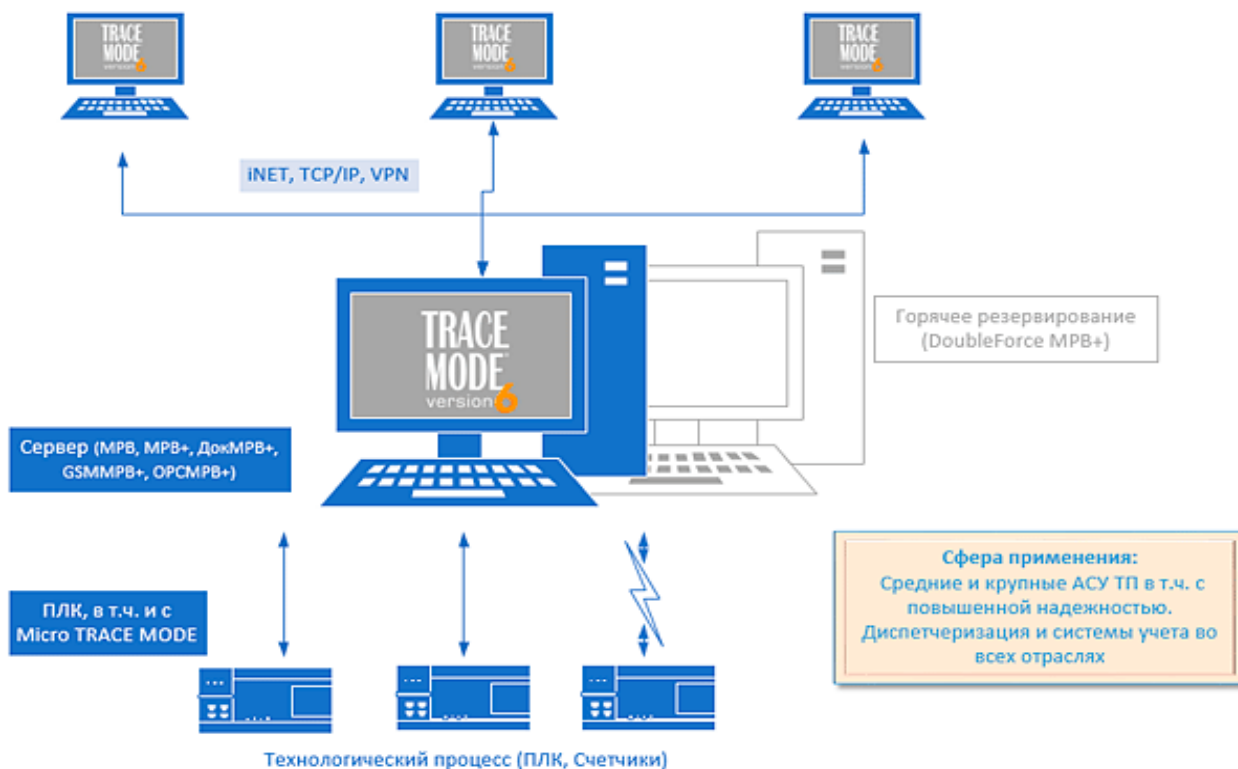 TRACE
MODE
version 6
TRACE
MODE
version 6
TRACE
MODE
version 6
iNET, TCP/IP, VPN
Горячее резервирование
(DoubleForce МРВ+)
TRACE
MODE
version 6
Сервер (МРВ, МРВ+, ДокМРВ+,
GSMМРВ+, OPCМРВ+)
Сфера применения:
Средние и крупные АСУ ТП в т.ч. с
повышенной надежностью.
Диспетчеризация и системы учета во
всех отраслях
ПЛК, в т.ч. и с
Micro TRACE MODE
Технологический процесс (ПЛК, Счетчики)